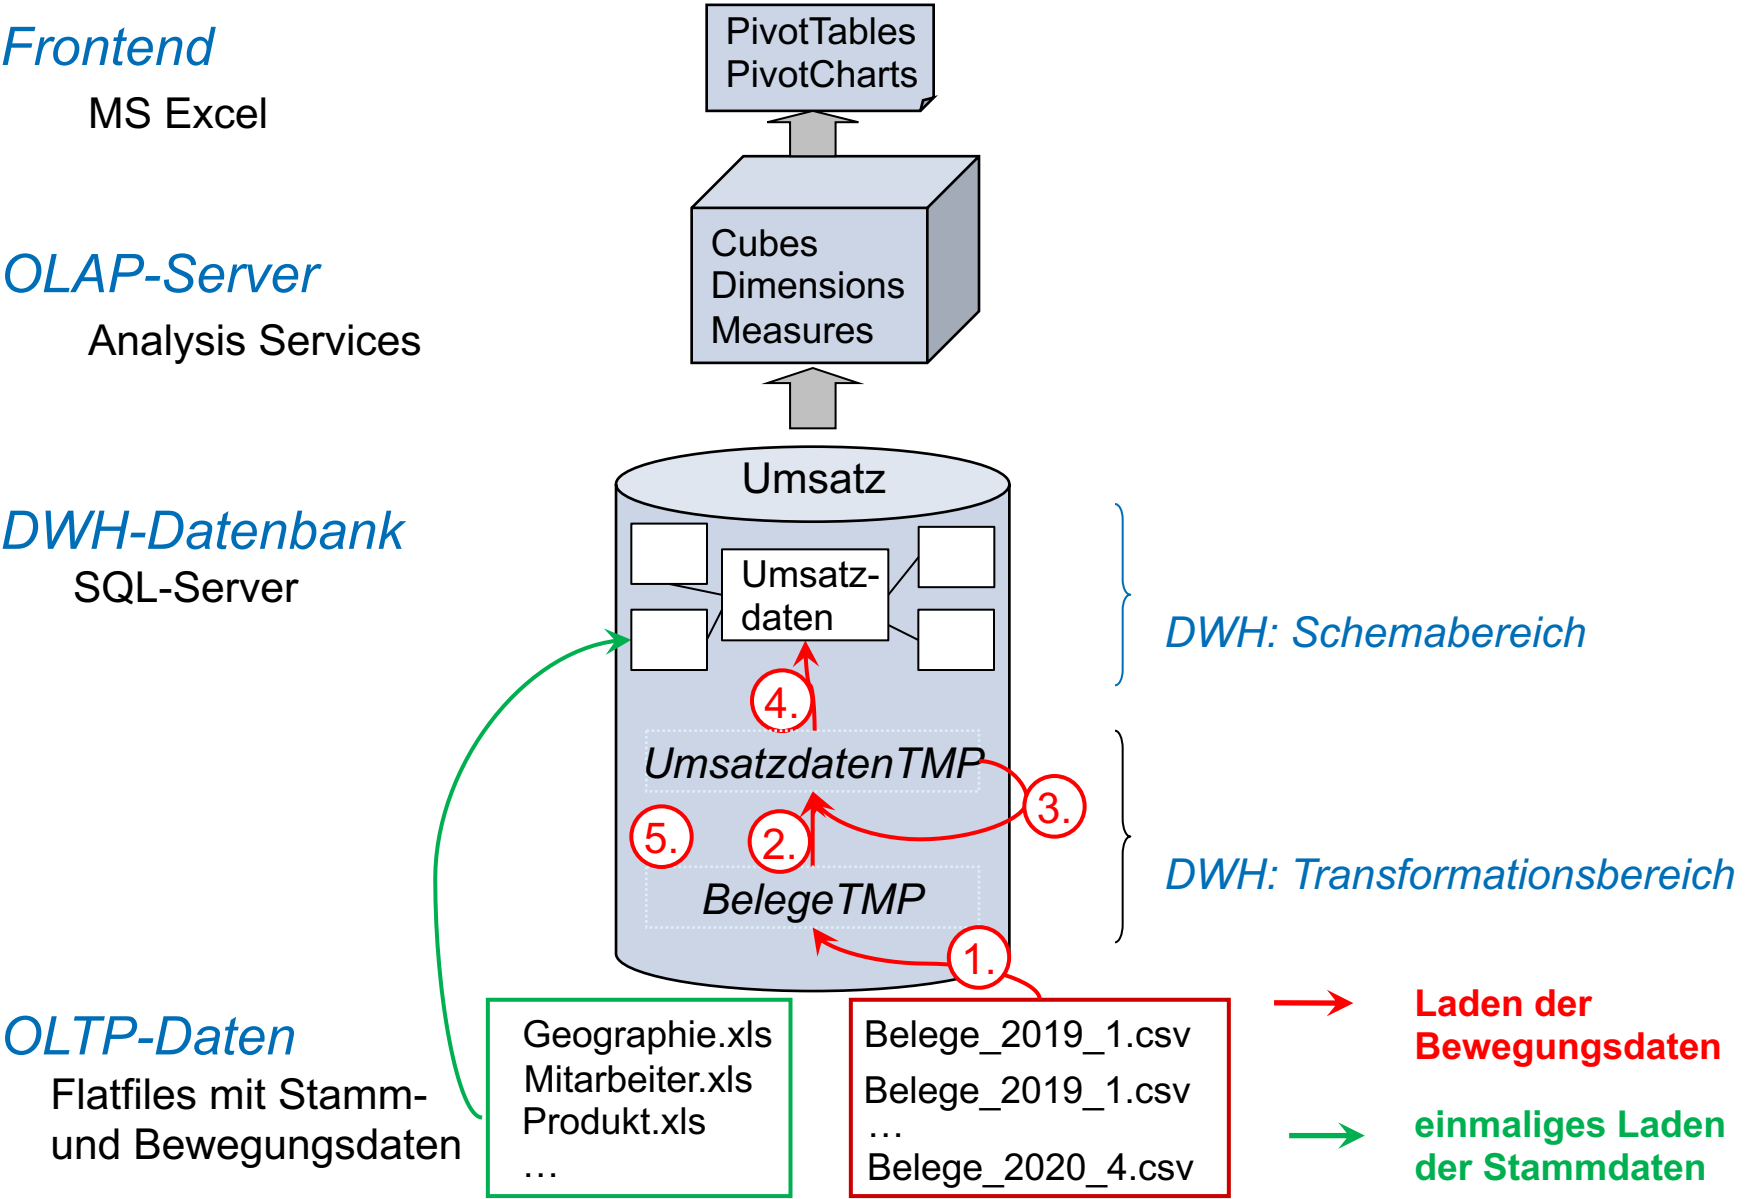 Frontend
MS Excel
PivotTables
PivotCharts
OLAP-Server
Analysis Services
Cubes
Dimensions
Measures
DWH-Datenbank
SQL-Server
Umsatz
Umsatz-
daten
DWH: Schemabereich
4.
UmsatzdatenTMP
3.
5.
2.
BelegeTMP
DWH: Transformationsbereich
1.
OLTP-Daten
Flatfiles mit Stamm-
und Bewegungsdaten
Geographie.xls
Mitarbeiter.xls
Produkt.xls
…
Belege_2019_1.csv
Belege_2019_1.csv
…
Belege_2020_4.csv
Laden der
Bewegungsdaten
einmaliges Laden
der Stammdaten